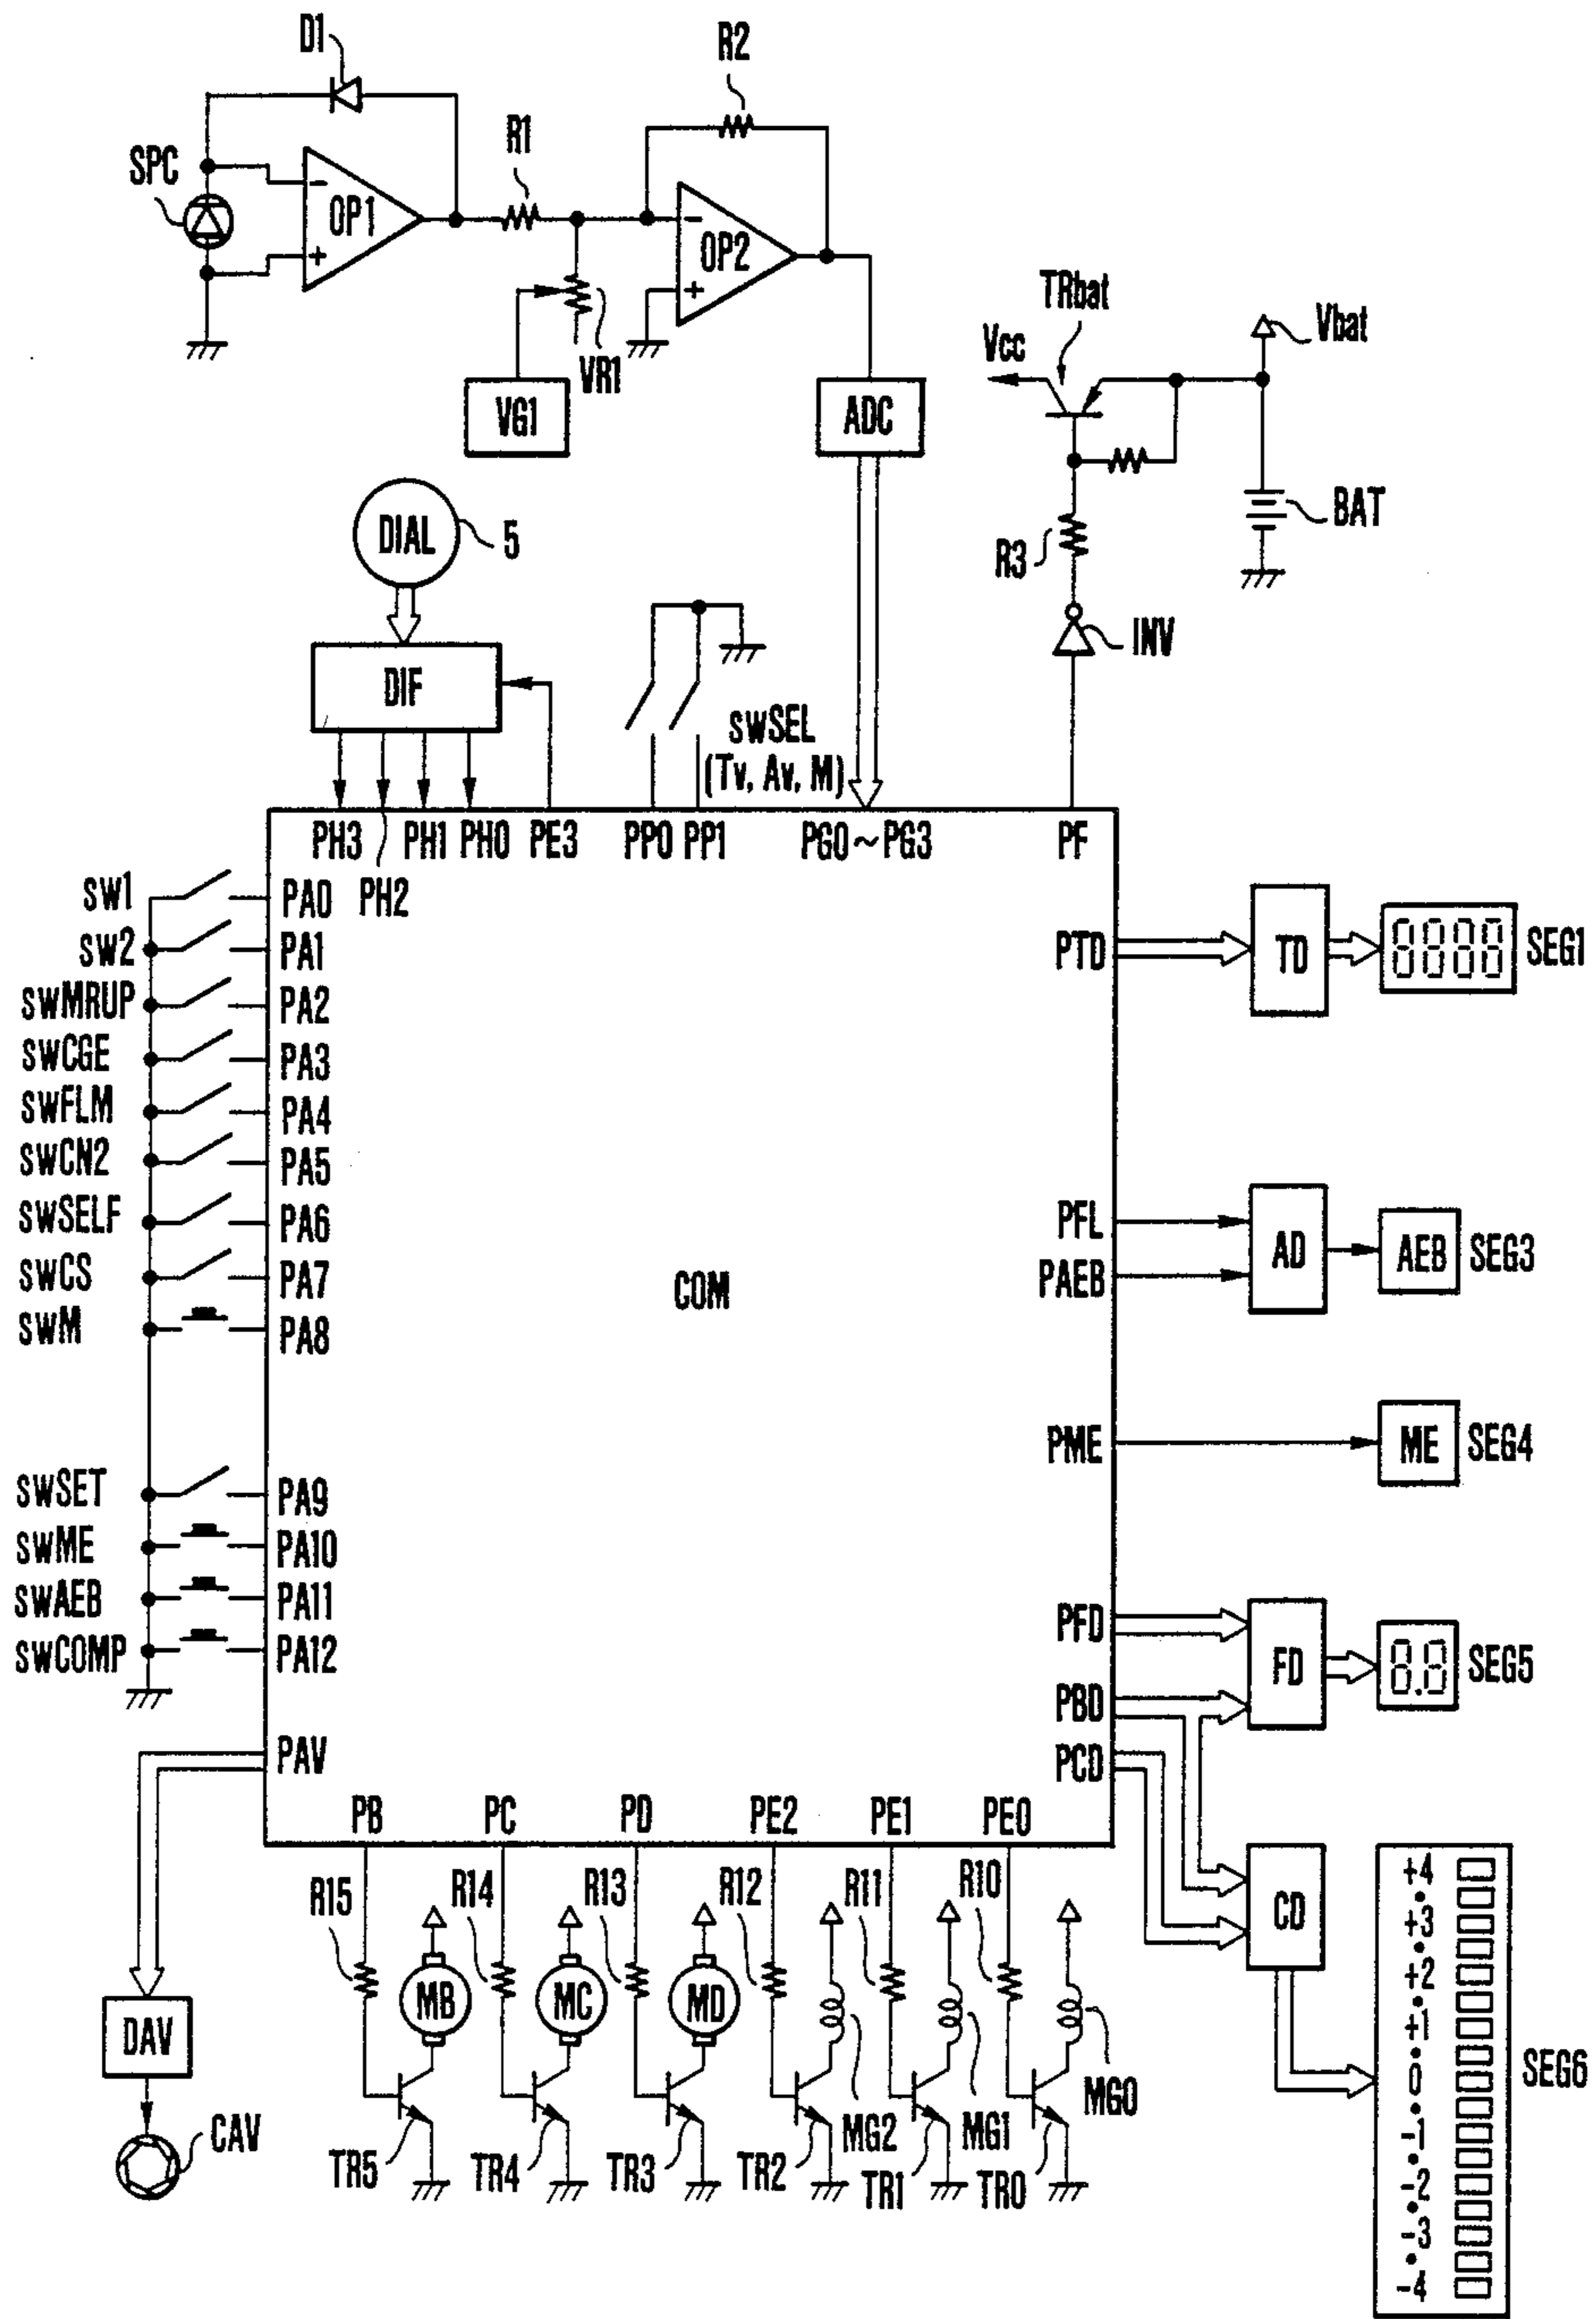 D1
R2
R1
SPC
-
OP1
+
-
OP2
+
TRbat
Vcc
Vbat
VR1
VG1
ADC
BAT
R3
DIAL
5
INV
DIF
swSEL
(Tv, Av, M)
PH3 PH1 PH0 PE3 PP0 PP1 PG0~PG3 PF
PH2
sw1 PA0
sw2 PA1
swMRUP PA2
swCGE PA3
swFLM PA4
swCN2 PA5
swSELF PA6
swCS PA7
swM PA8
swSET PA9
swME PA10
swAEB PA11
swCOMP PA12
PAV
COM
PTD TD 8888 SEG1
PFL
PAEB
AD AEB SEG3
PME ME SEG4
PFD
PBD
FD 8.8 SEG5
PCD
PB PC PD PE2 PE1 PE0
R15 R14 R13 R12 R11 R10
MB MC MD
DAV
CAV
TR5 TR4 TR3 TR2 TR1 TR0
MG2 MG1 MG0
CD
+4
+3
+2
+1
0
-1
-2
-3
-4
SEG6